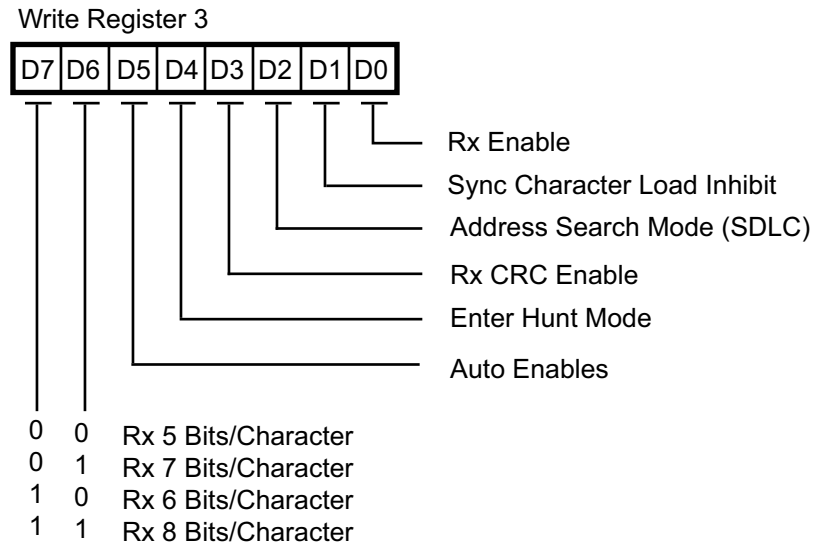 Write Register 3
D7 D6 D5 D4 D3 D2 D1 D0
Rx Enable
Sync Character Load Inhibit
Address Search Mode (SDLC)
Rx CRC Enable
Enter Hunt Mode
Auto Enables
0 0 Rx 5 Bits/Character
0 1 Rx 7 Bits/Character
1 0 Rx 6 Bits/Character
1 1 Rx 8 Bits/Character